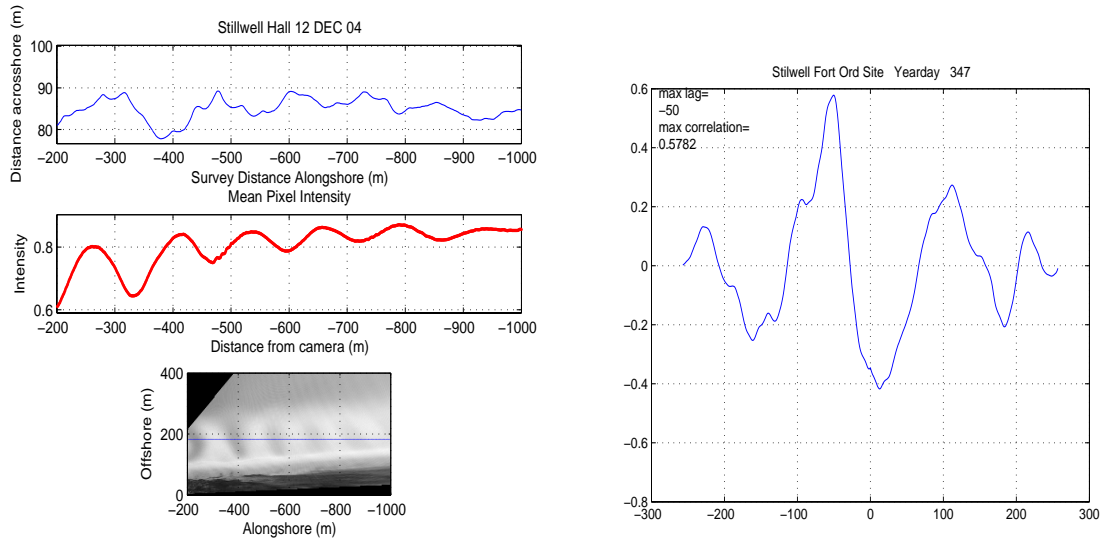 Stillwell Hall 12 DEC 04
Distance acrosshore (m)
100
90
80
−200 −300 −400 −500 −600 −700 −800 −900 −1000
Survey Distance Alongshore (m)
Mean Pixel Intensity
Intensity
0.8
0.6
−200 −300 −400 −500 −600 −700 −800 −900 −1000
Distance from camera (m)
Offshore (m)
400
200
0
−200 −400 −600 −800 −1000
Alongshore (m)
Stilwell Fort Ord Site Yearday 347
max lag=
−50
max correlation=
0.5782
0.6
0.4
0.2
0
−0.2
−0.4
−0.6
−0.8
−300 −200 −100 0 100 200 300